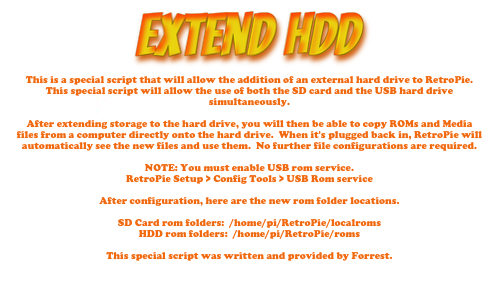 EXTEND HDD
This is a special script that will allow the addition of an external hard drive to RetroPie.
This special script will allow the use of both the SD card and the USB hard drive
simultaneously.
After extending storage to the hard drive, you will then be able to copy ROMs and Media
files from a computer directly onto the hard drive. When it's plugged back in, RetroPie will
automatically see the new files and use them. No further file configurations are required.
NOTE: You must enable USB rom service.
RetroPie Setup > Config Tools > USB Rom service
After configuration, here are the new rom folder locations.
SD Card rom folders: /home/pi/RetroPie/localroms
HDD rom folders: /home/pi/RetroPie/roms
This special script was written and provided by Forrest.